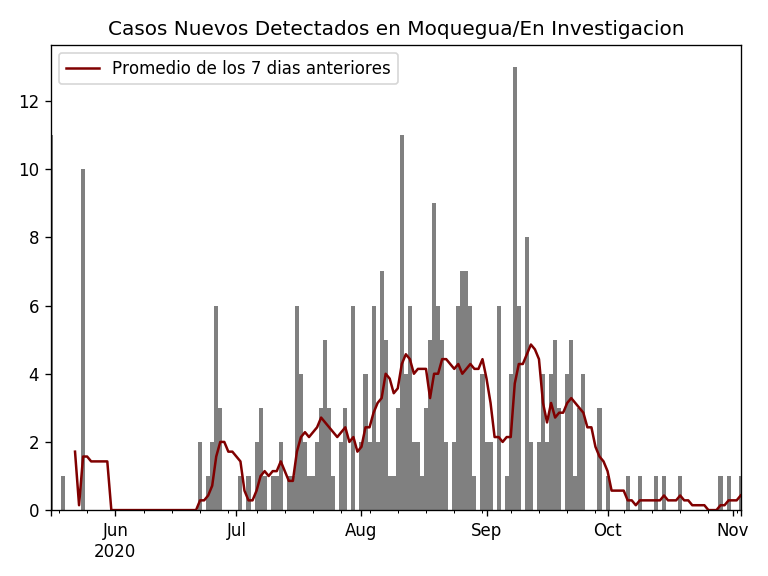 Casos Nuevos Detectados en Moquegua/En Investigacion
Promedio de los 7 dias anteriores
12
10
8
6
4
2
0
Jun Jul Aug Sep Oct Nov
2020